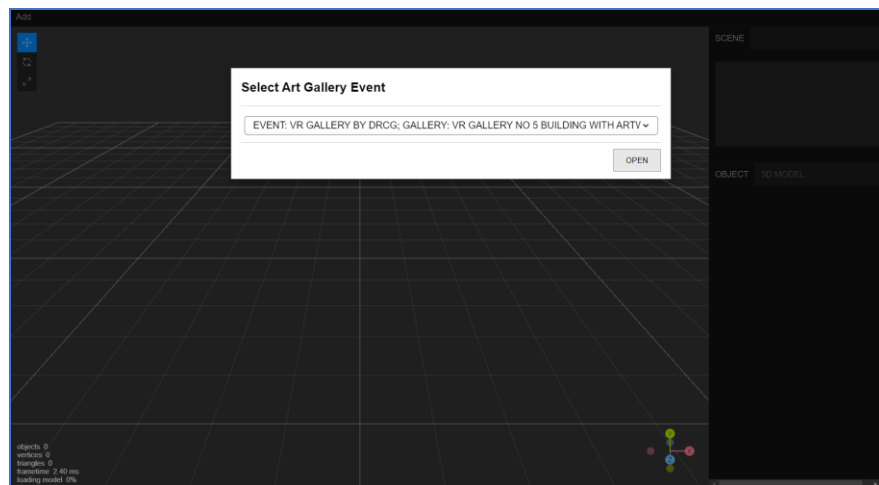 Add
SCENE
Select Art Gallery Event
EVENT: VR GALLERY BY DRCG; GALLERY: VR GALLERY NO 5 BUILDING WITH ARTV
OPEN
OBJECT 3D MODEL
objects 0
vertices 0
triangles 0
frametime 2.40 ms
loading model 0%
Y
X
Z